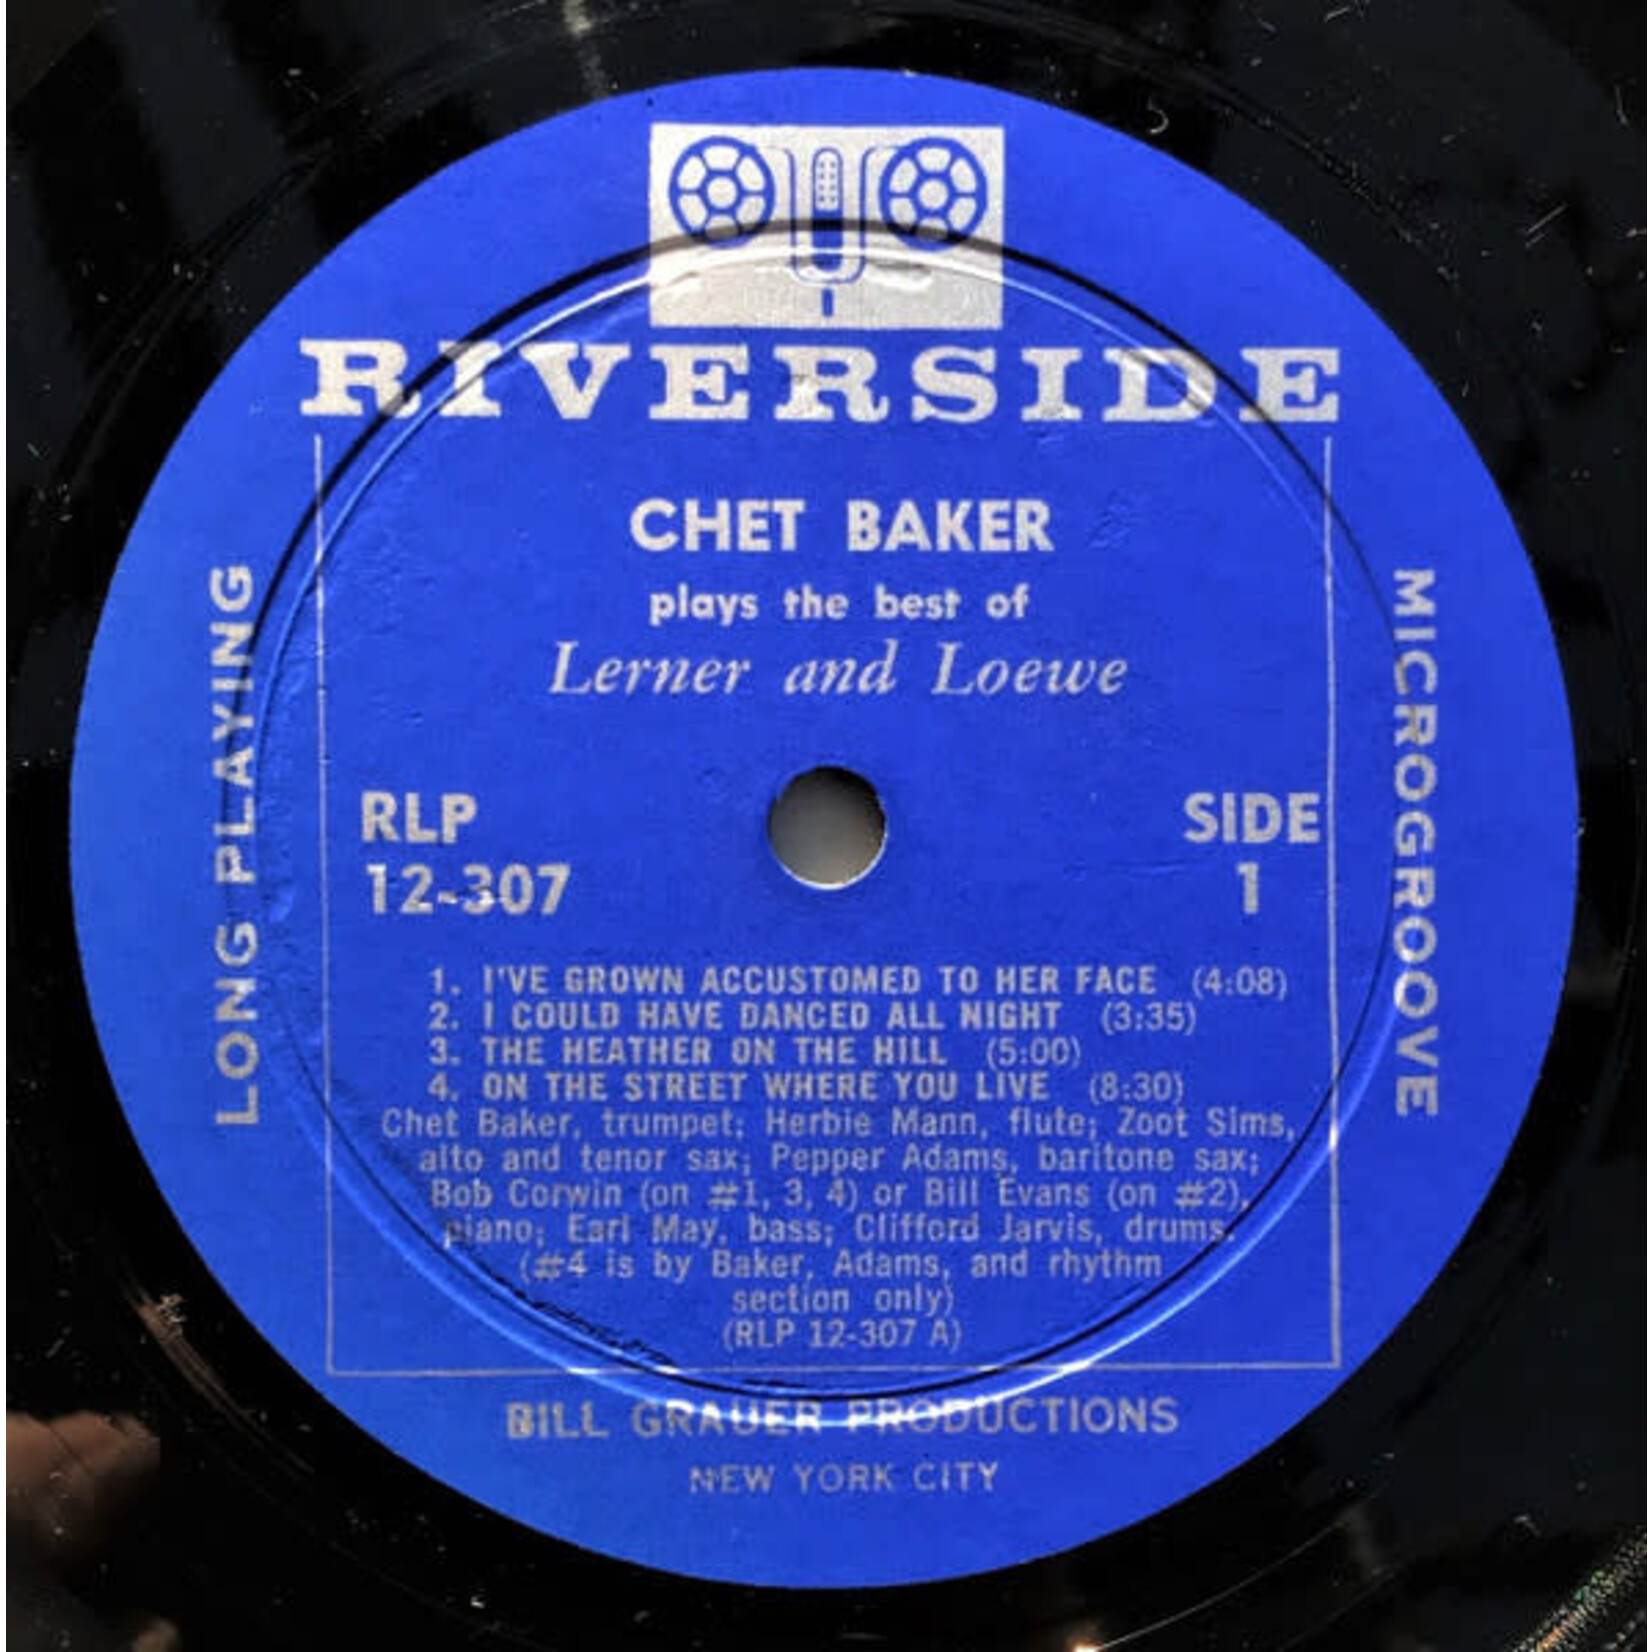 RIVERSIDE
CHET BAKER
plays the best of
Lerner and Loewe
LONG PLAYING
MICROGROOVE
RLP
12-307
SIDE
1
1. I'VE GROWN ACCUSTOMED TO HER FACE (4:08)
2. I COULD HAVE DANCED ALL NIGHT (3:35)
3. THE HEATHER ON THE HILL (5:00)
4. ON THE STREET WHERE YOU LIVE (8:30)
Chet Baker, trumpet; Herbie Mann, flute; Zoot Sims,
alto and tenor sax; Pepper Adams, baritone sax;
Bob Corwin (on #1, 3, 4) or Bill Evans (on #2),
piano; Earl May, bass; Clifford Jarvis, drums.
(#4 is by Baker, Adams, and rhythm
section only)
(RLP 12-307 A)
BILL GRAUER PRODUCTIONS
NEW YORK CITY